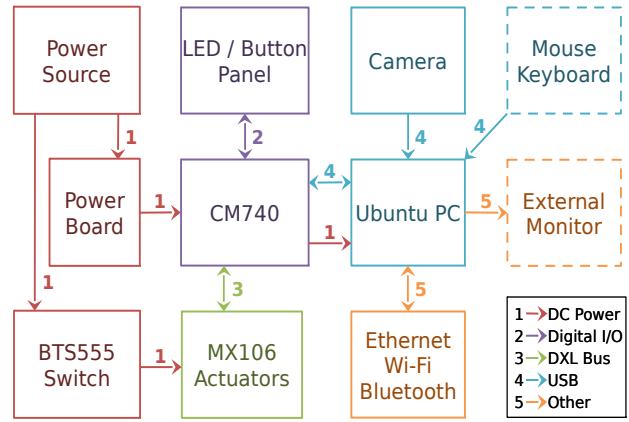 Power
Source
LED / Button
Panel
Camera
Mouse
Keyboard
1
2
4
4
Power
Board
1
CM740
4
1
Ubuntu PC
5
External
Monitor
1
3
5
BTS555
Switch
1
MX106
Actuators
Ethernet
Wi-Fi
Bluetooth
1 DC Power
2 Digital I/O
3 DXL Bus
4 USB
5 Other